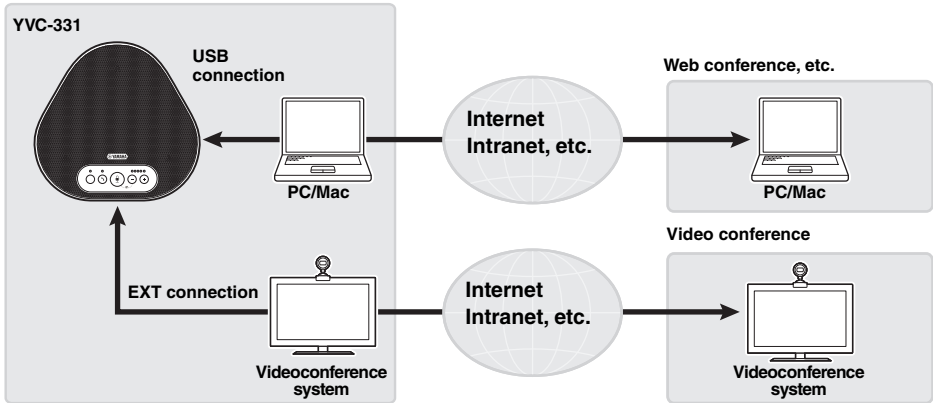 YVC-331
USB
connection
YAMAHA
PC/Mac
Internet
Intranet, etc.
Web conference, etc.
PC/Mac
EXT connection
Videoconference
system
Internet
Intranet, etc.
Video conference
Videoconference
system